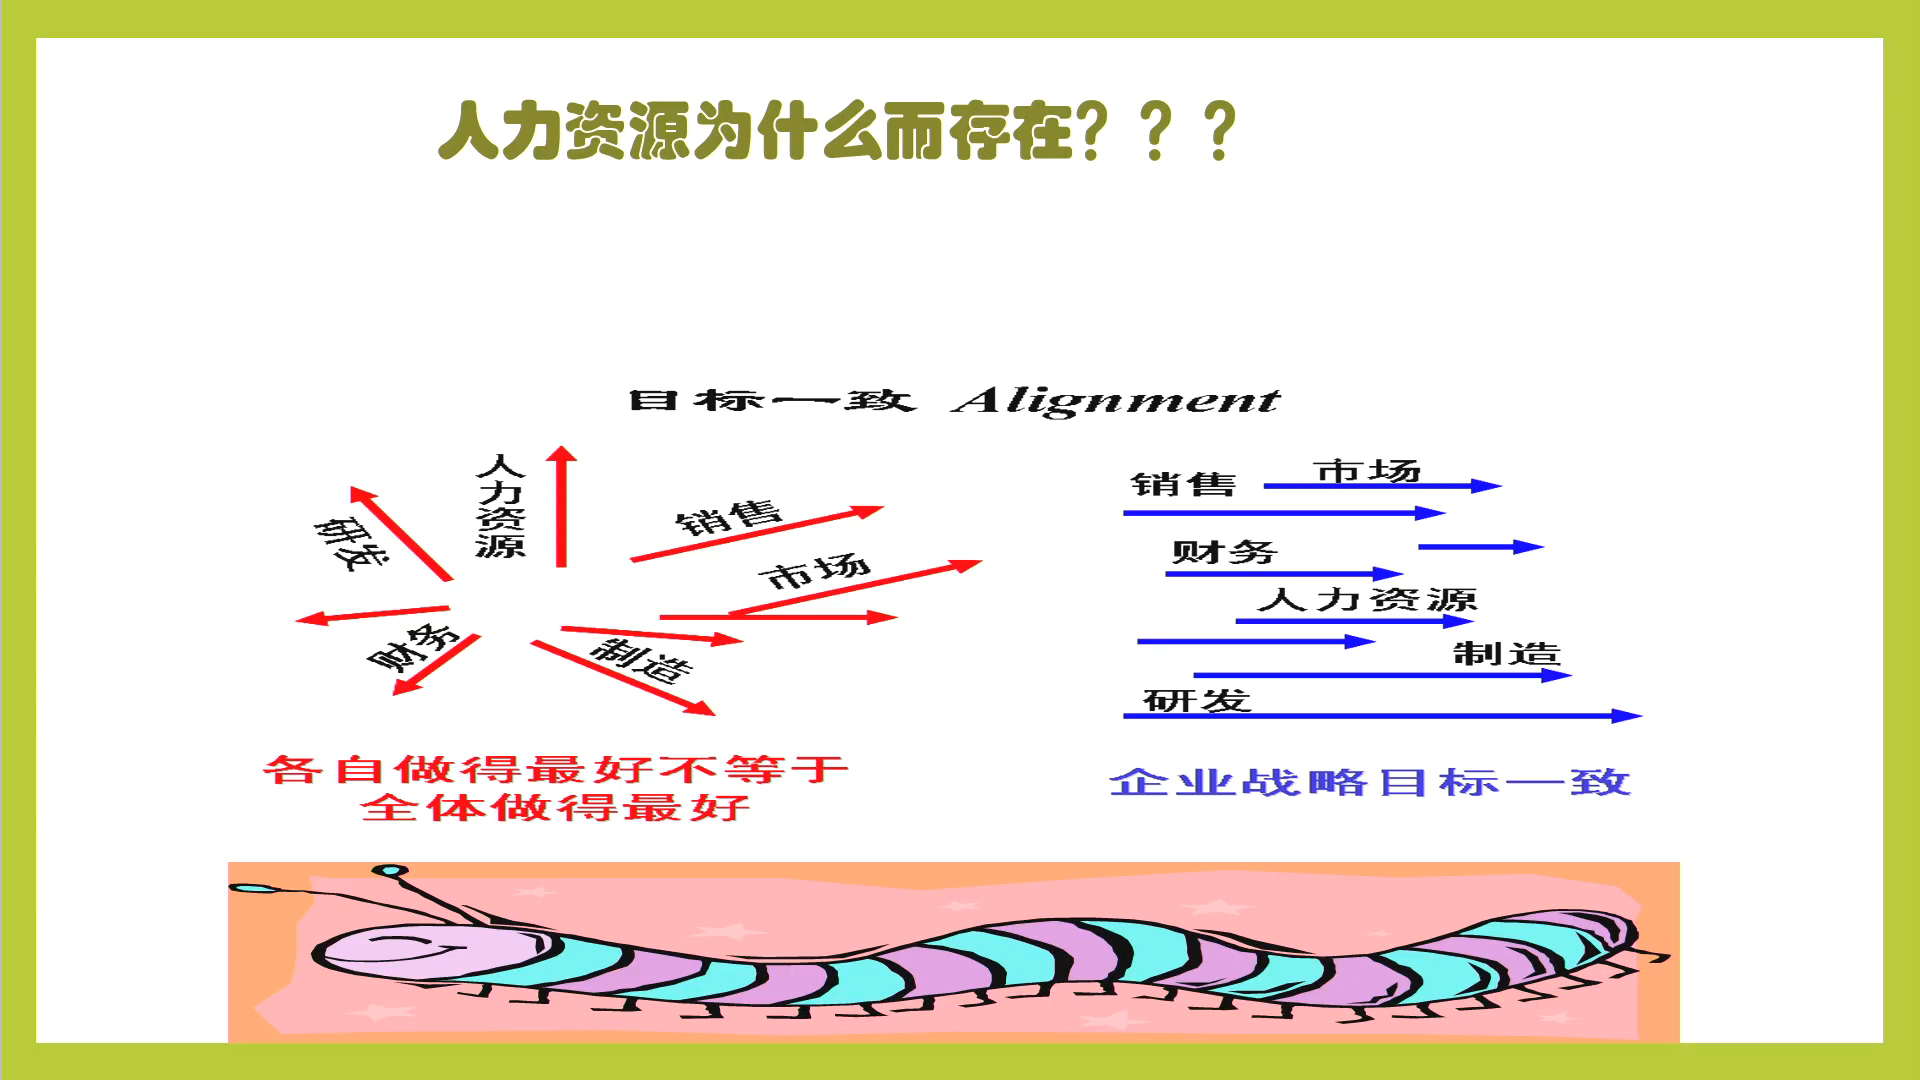 人力资源为什么而存在？？？
目标一致 Alignment
人力资源
研发
销售
市场
财务
制造
各自做得最好不等于
全体做得最好
销售
市场
财务
人力资源
制造
研发
企业战略目标一致